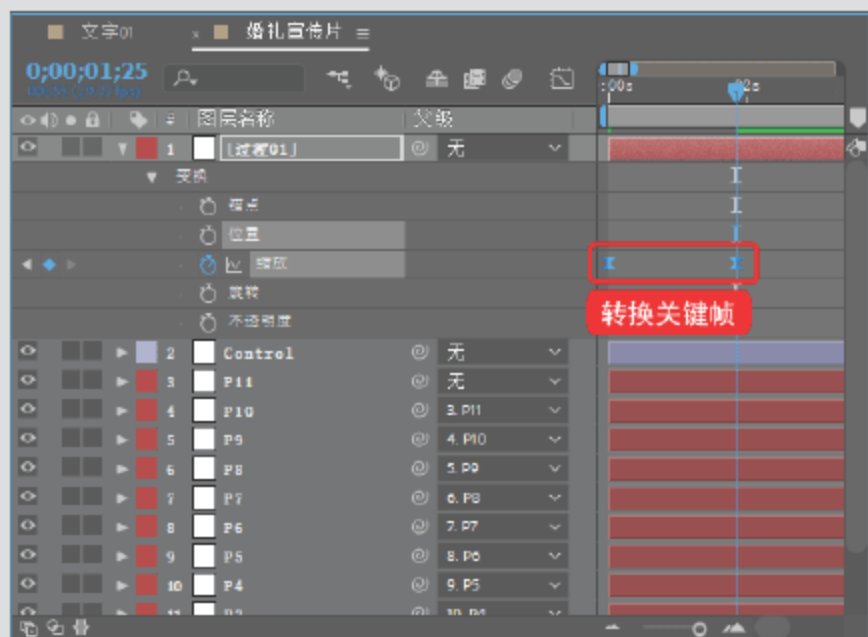 文字01
× 婚礼宣传片
0;00;01;25
:00s 02s
# 图层名称 父级
1 [过渡01] 无
变换
锚点
位置
缩放
旋转
转换关键帧
不透明度
2 Control 无
3 P11 无
4 P10 3. P11
5 P9 4. P10
6 P8 5. P9
7 P7 6. P8
8 P6 7. P7
9 P5 8. P6
10 P4 9. P5